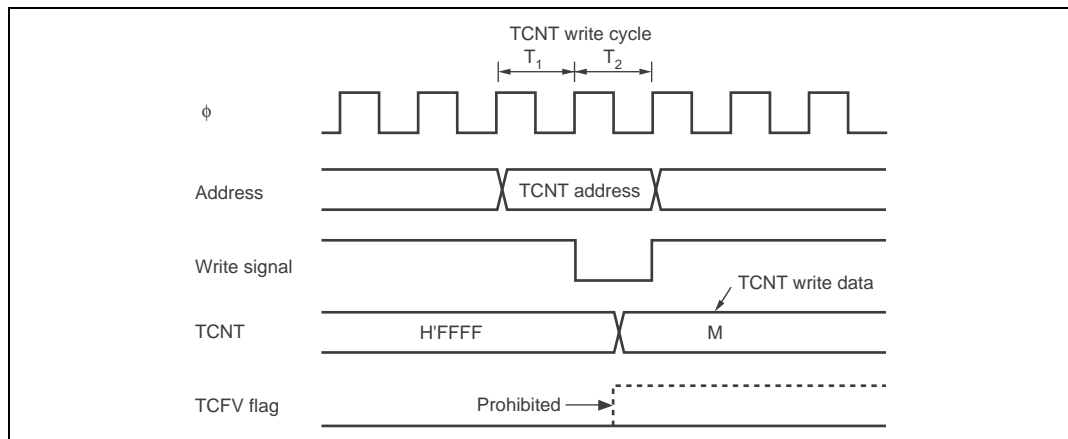 TCNT write cycle
T1 T2
ϕ
Address
TCNT address
Write signal
TCNT write data
TCNT
H'FFFF
M
TCFV flag
Prohibited